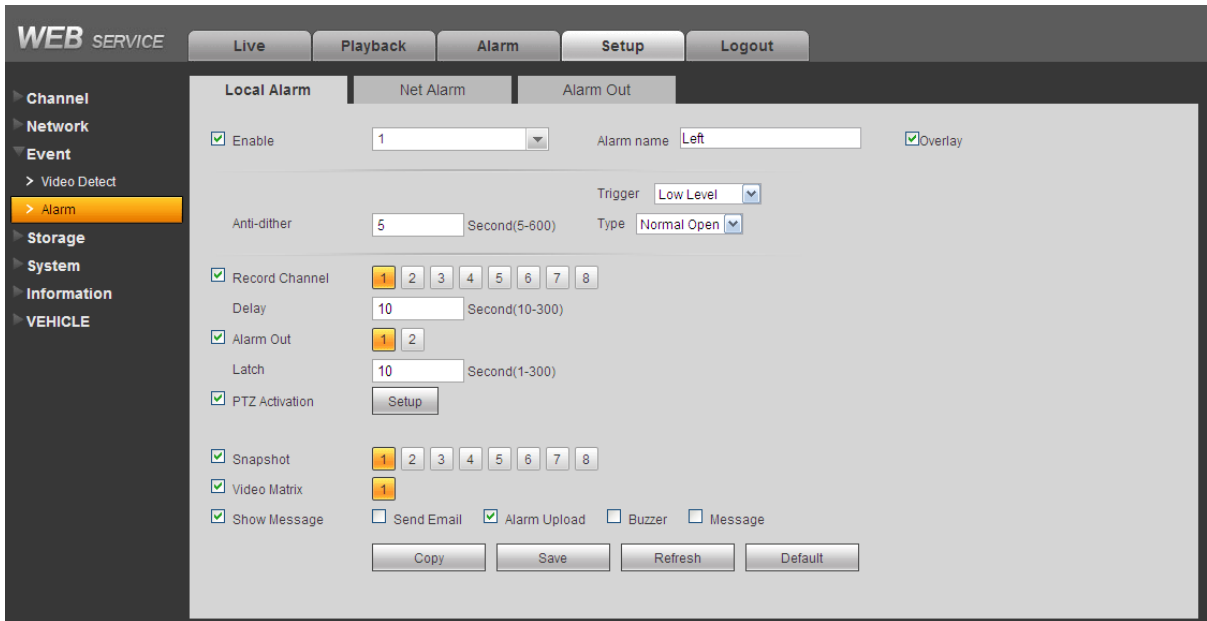 WEB SERVICE
Live Playback Alarm Setup Logout
Channel
Network
Event
> Video Detect
> Alarm
Storage
System
Information
VEHICLE
Local Alarm Net Alarm Alarm Out
Enable 1 Alarm name Left Overlay
Trigger Low Level
Anti-dither 5 Second(5-600) Type Normal Open
Record Channel 1 2 3 4 5 6 7 8
Delay 10 Second(10-300)
Alarm Out 1 2
Latch 10 Second(1-300)
PTZ Activation Setup
Snapshot 1 2 3 4 5 6 7 8
Video Matrix 1
Show Message Send Email Alarm Upload Buzzer Message
Copy Save Refresh Default